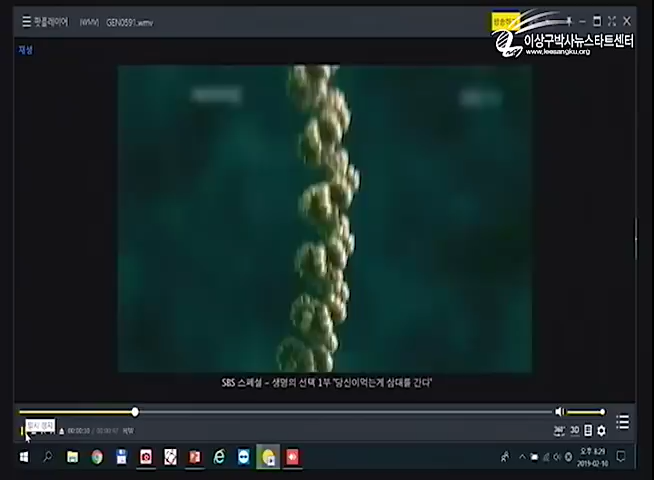 팟플레이어
WMV
GEN0591.wmv
이상구박사뉴스타트센터
www.leesangku.org
재생
SBS 스페셜 - 생명의 선택 1부 "당신이먹는게 삼대를 간다"
일시 정지
00:00:30
H/W
360°
3D
오후 8:29
2019-02-10